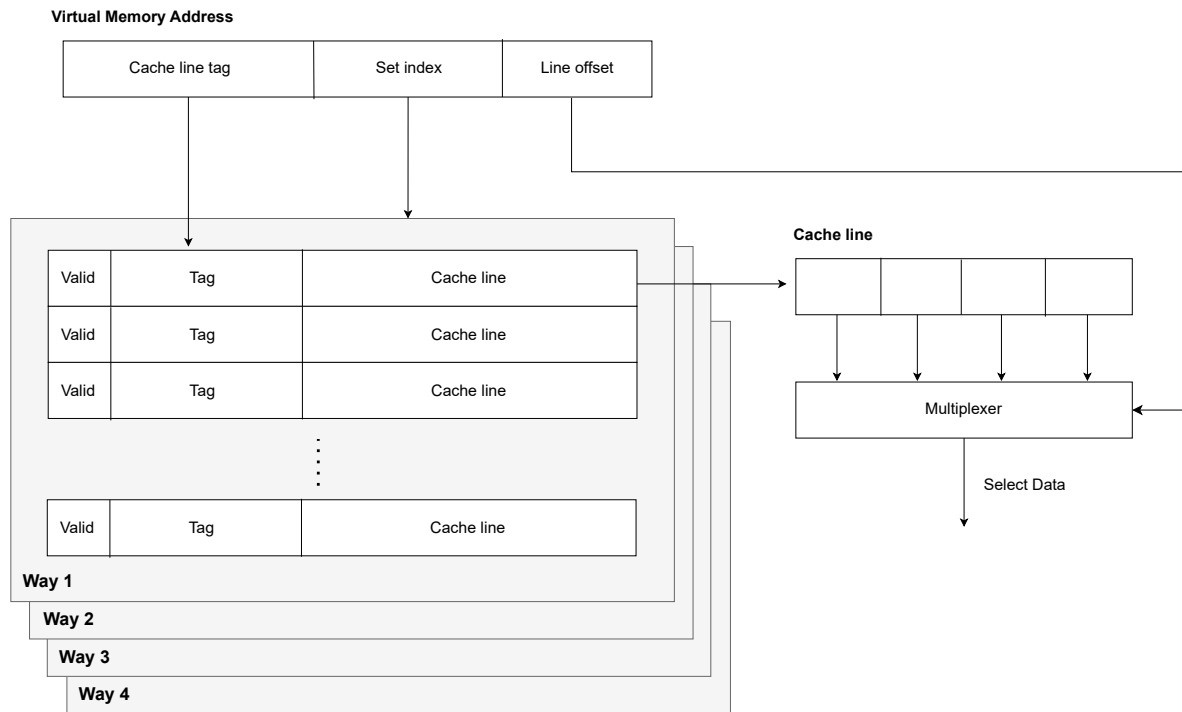 Virtual Memory Address
Cache line tag Set index Line offset
Cache line
Valid Tag Cache line
Valid Tag Cache line
Valid Tag Cache line
Multiplexer
Select Data
Valid Tag Cache line
Way 1
Way 2
Way 3
Way 4